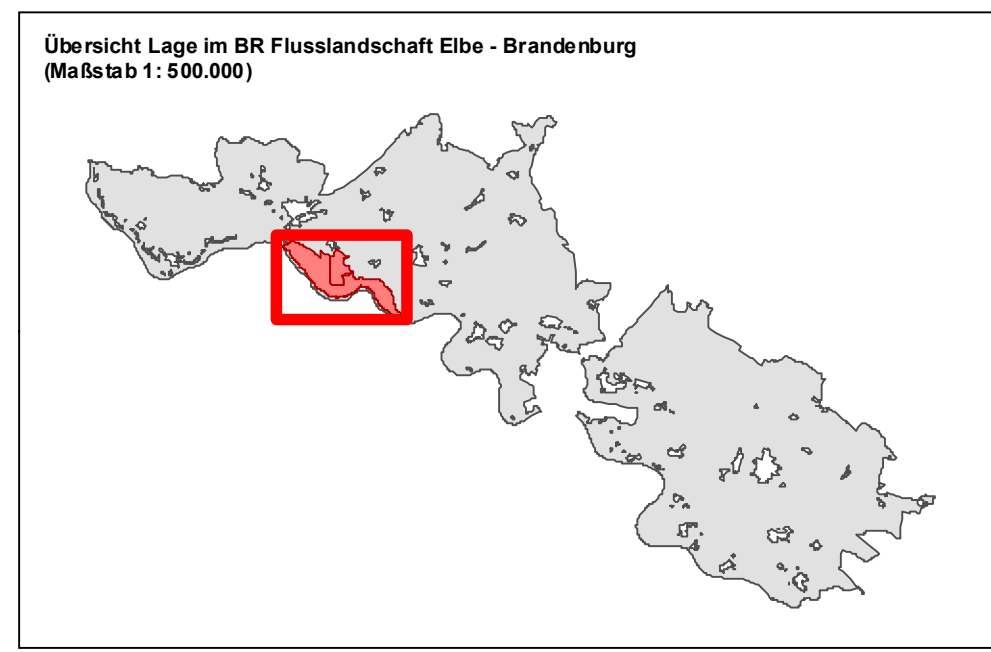 Übersicht Lage im BR Flusslandschaft Elbe - Brandenburg
(Maßstab 1: 500.000)